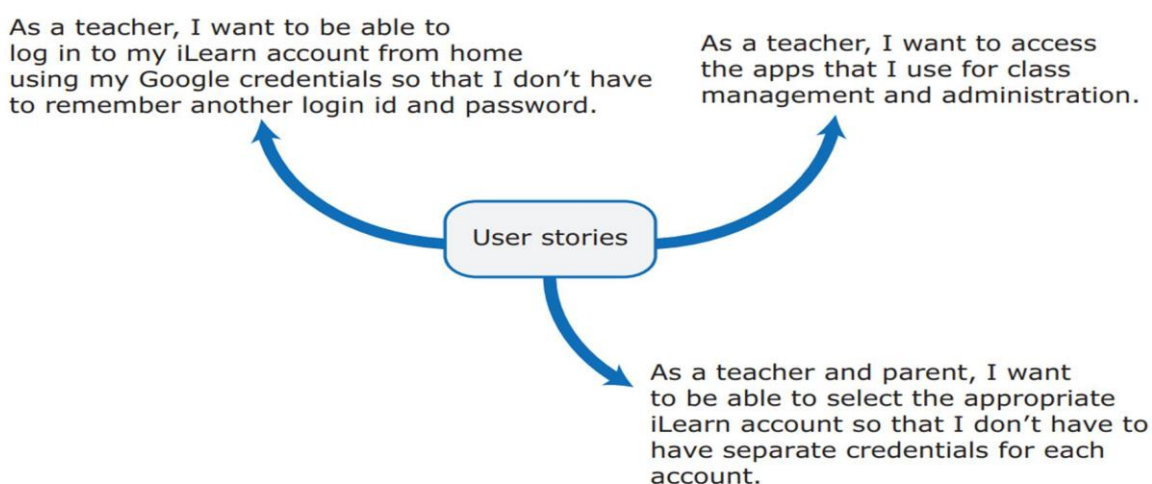 As a teacher, I want to be able to
log in to my iLearn account from home
using my Google credentials so that I don’t have
to remember another login id and password.
As a teacher, I want to access
the apps that I use for class
management and administration.
User stories
As a teacher and parent, I want
to be able to select the appropriate
iLearn account so that I don’t have to
have separate credentials for each
account.